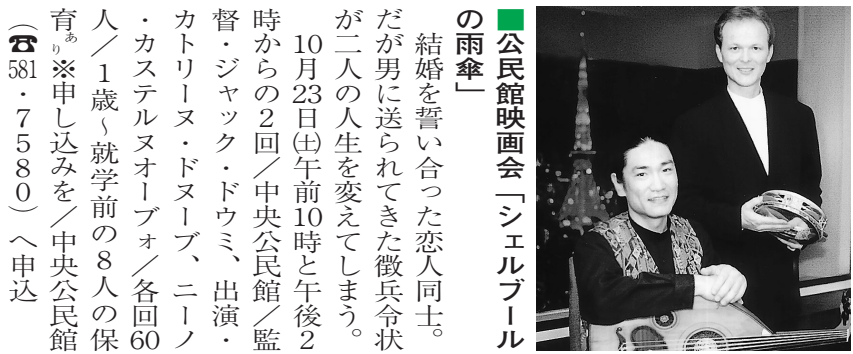 ■公民館映画会「シェルブール
の雨傘」
結婚を誓い合った恋人同士。
だが男に送られてきた徴兵令状
が二人の人生を変えてしまう。
10月23日㈯午前10時と午後2
時からの2回／中央公民館／監
督・ジャック・ドウミ、出演・
カトリーヌ・ドヌーブ、ニーノ
・カステルヌオーブォ／各回60
人／1歳〜就学前の8人の保
育あり※申し込みを／中央公民館
（☎581・7580）へ申込